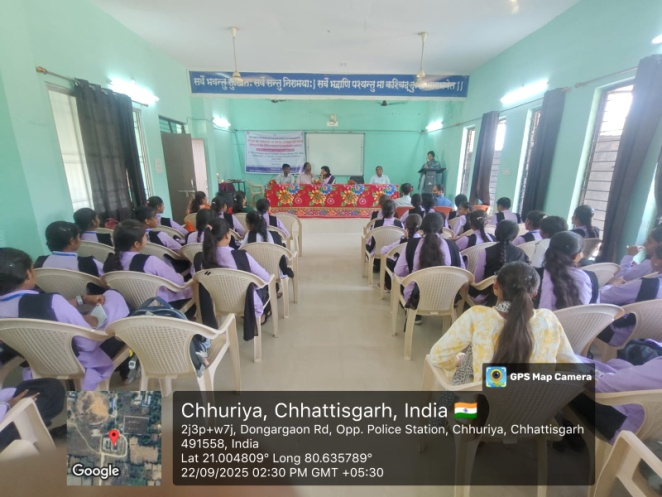 सर्वे भवन्तु सुखिनः सर्वे सन्तु निरामयाः। सर्वे भद्राणि पश्यन्तु मा कश्चिद्
GPS Map Camera
Chhuriya, Chhattisgarh, India
2j3p+w7j, Dongargaon Rd, Opp. Police Station, Chhuriya, Chhattisgarh
491558, India
Lat 21.004809° Long 80.635789°
22/09/2025 02:30 PM GMT +05:30
Google